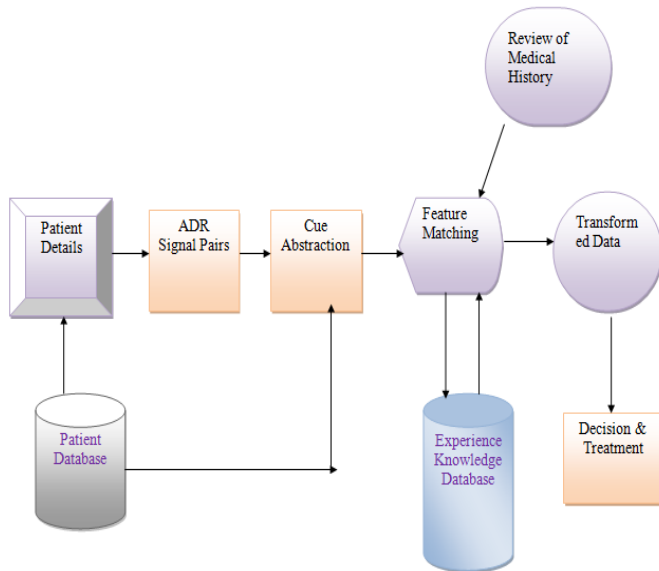 Review of
Medical
History
Patient
Details
ADR
Signal Pairs
Cue
Abstraction
Feature
Matching
Transform
ed Data
Patient
Database
Experience
Knowledge
Database
Decision &
Treatment